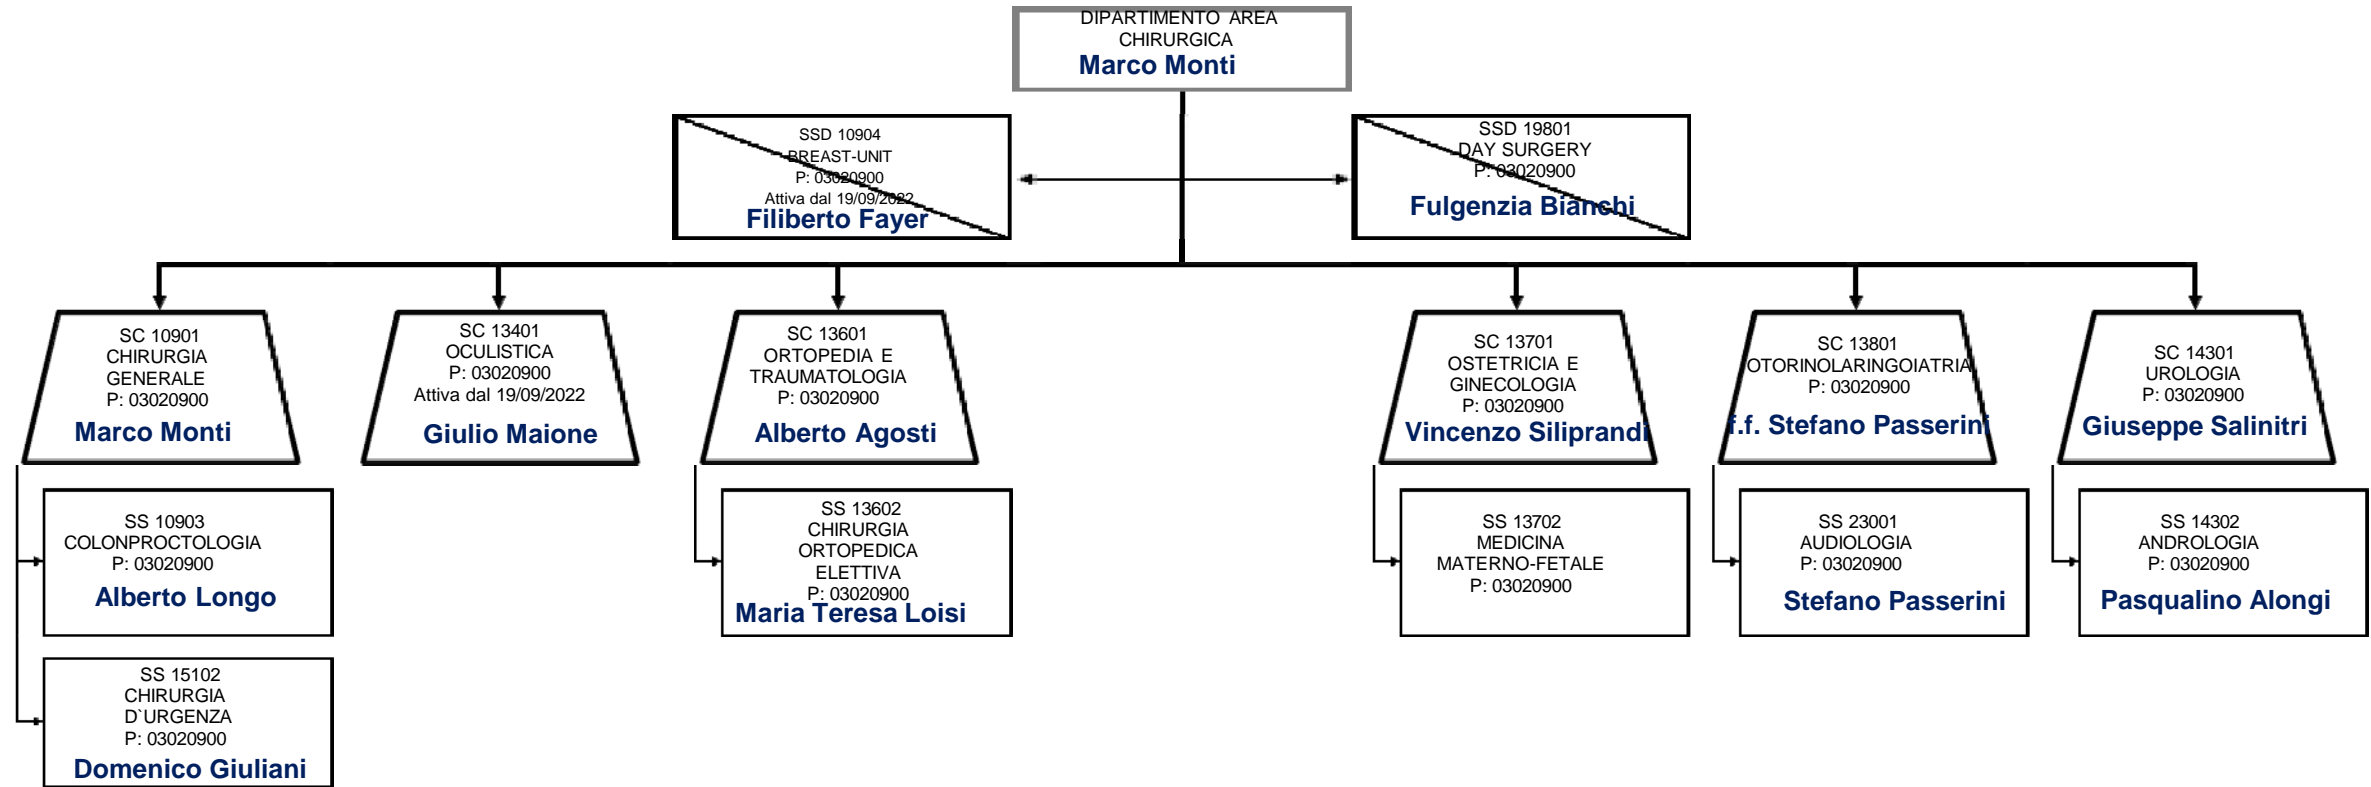 DIPARTIMENTO AREA
CHIRURGICA
Marco Monti
SSD 10904
BREAST-UNIT
P: 03020900
Attiva dal 19/09/2022
Filiberto Fayer
SSD 19801
DAY SURGERY
P: 03020900
Fulgenzia Bianchi
SC 10901
CHIRURGIA
GENERALE
P: 03020900
Marco Monti
SC 13401
OCULISTICA
P: 03020900
Attiva dal 19/09/2022
Giulio Maione
SC 13601
ORTOPEDIA E
TRAUMATOLOGIA
P: 03020900
Alberto Agosti
SC 13701
OSTETRICIA E
GINECOLOGIA
P: 03020900
Vincenzo Siliprandi
SC 13801
OTORINOLARINGOIATRIA
P: 03020900
f.f. Stefano Passerini
SC 14301
UROLOGIA
P: 03020900
Giuseppe Salinitri
SS 10903
COLONPROCTOLOGIA
P: 03020900
Alberto Longo
SS 13602
CHIRURGIA
ORTOPEDICA
ELETTIVA
P: 03020900
Maria Teresa Loisi
SS 13702
MEDICINA
MATERNO-FETALE
P: 03020900
SS 23001
AUDIOLOGIA
P: 03020900
Stefano Passerini
SS 14302
ANDROLOGIA
P: 03020900
Pasqualino Alongi
SS 15102
CHIRURGIA
D`URGENZA
P: 03020900
Domenico Giuliani